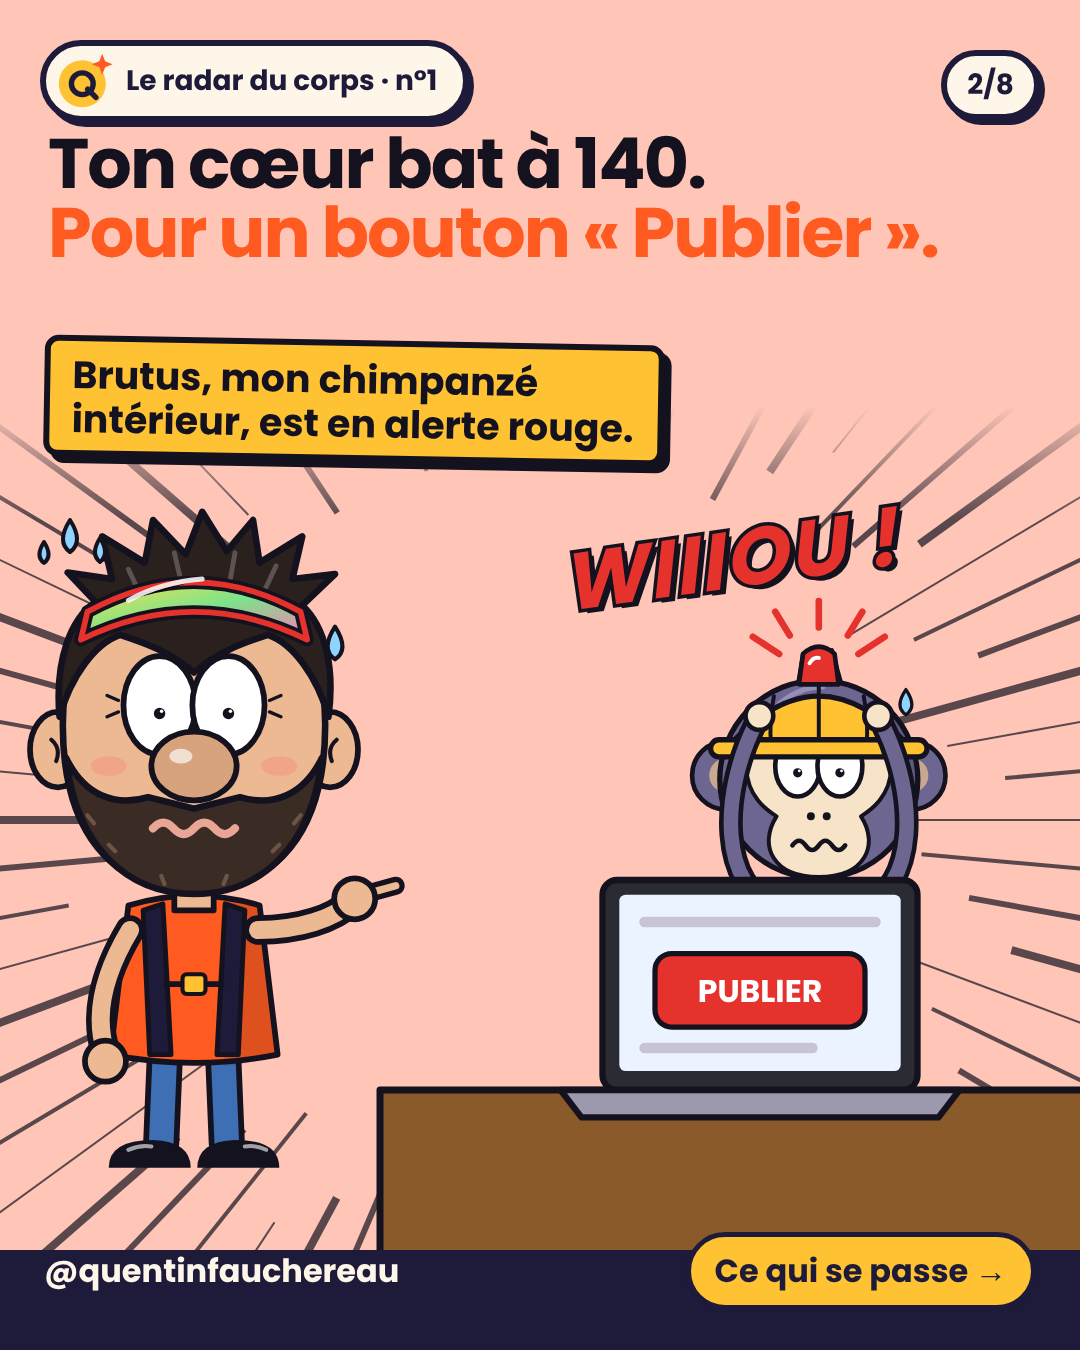 Q Le radar du corps · n°1
2/8
Ton cœur bat à 140.
Pour un bouton « Publier ».
Brutus, mon chimpanzé
intérieur, est en alerte rouge.
WIIIOU !
PUBLIER
@quentinfauchereau
Ce qui se passe →